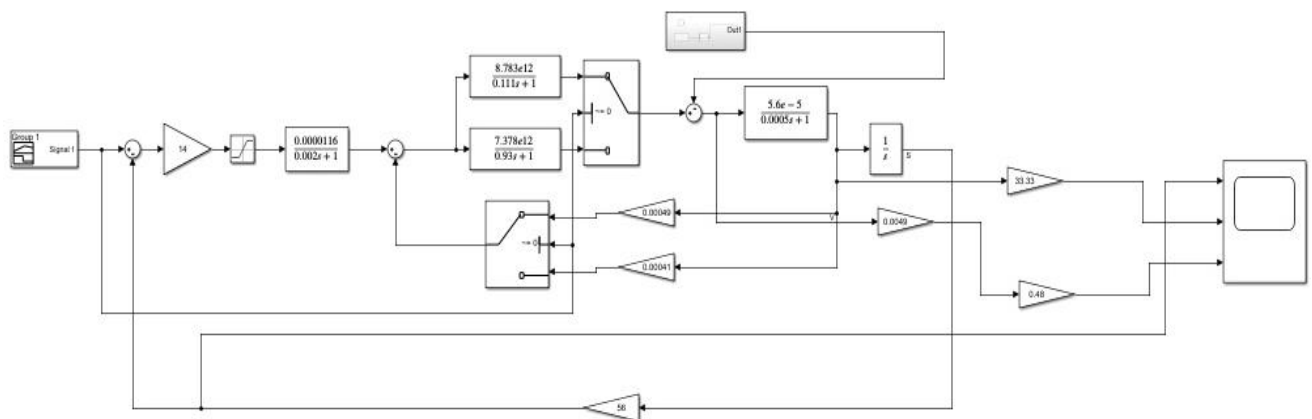 Out1
8.783e12
0.111s + 1
~= 0
5.6e − 5
0.0005s + 1
Group 1
Signal 1
14
0.0000116
0.002s + 1
7.378e12
0.93s + 1
1
s
S
33.33
0.00049
V
0.0049
~= 0
0.00041
0.48
56